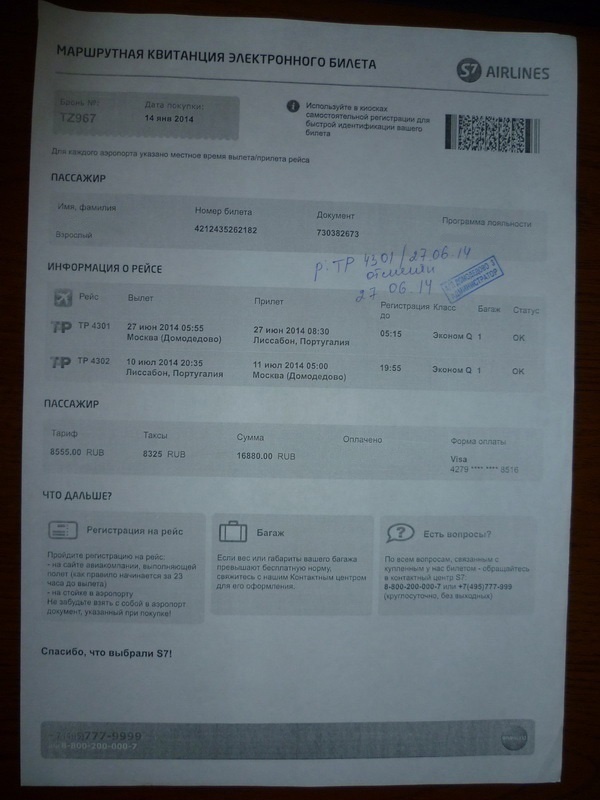 МАРШРУТНАЯ КВИТАНЦИЯ ЭЛЕКТРОННОГО БИЛЕТА
S7 AIRLINES
Бронь №: Дата покупки:
TZ967 14 янв 2014
Используйте в киосках
самостоятельной регистрации для
быстрой идентификации вашего
билета
Для каждого аэропорта указано местное время вылета/прилета рейса
ПАССАЖИР
Имя, фамилия Номер билета Документ Программа лояльности
Взрослый 4212435262182 730382673
р. ТР 4301/27.06.14
отменен
27.06.14
ДОМОДЕДОВО
АДМИНИСТРАТОР
ИНФОРМАЦИЯ О РЕЙСЕ
Рейс Вылет Прилет Регистрация до Класс Багаж Статус
TP TP 4301 27 июн 2014 05:55 27 июн 2014 08:30 05:15 Эконом Q 1 OK
Москва (Домодедово) Лиссабон, Португалия
TP TP 4302 10 июл 2014 20:35 11 июл 2014 05:00 19:55 Эконом Q 1 OK
Лиссабон, Португалия Москва (Домодедово)
ПАССАЖИР
Тариф Таксы Сумма Оплачено Форма оплаты
8555.00 RUB 8325 RUB 16880.00 RUB Visa
4279 **** **** 8516
ЧТО ДАЛЬШЕ?
Регистрация на рейс
Пройдите регистрацию на рейс:
- на сайте авиакомпании, выполняющей
полет (как правило начинается за 23
часа до вылета)
- на стойке в аэропорту
Не забудьте взять с собой в аэропорт
документ, указанный при покупке!
Багаж
Если вес или габариты вашего багажа
превышают бесплатную норму,
свяжитесь с нашим Контактным центром
для его оформления.
Есть вопросы?
По всем вопросам, связанным с
купленным у нас билетом - обращайтесь
в контактный центр S7:
8-800-200-000-7 или +7(495)777-999
(круглосуточно, без выходных)
Спасибо, что выбрали S7!
777-9999
8-800-200-000-7